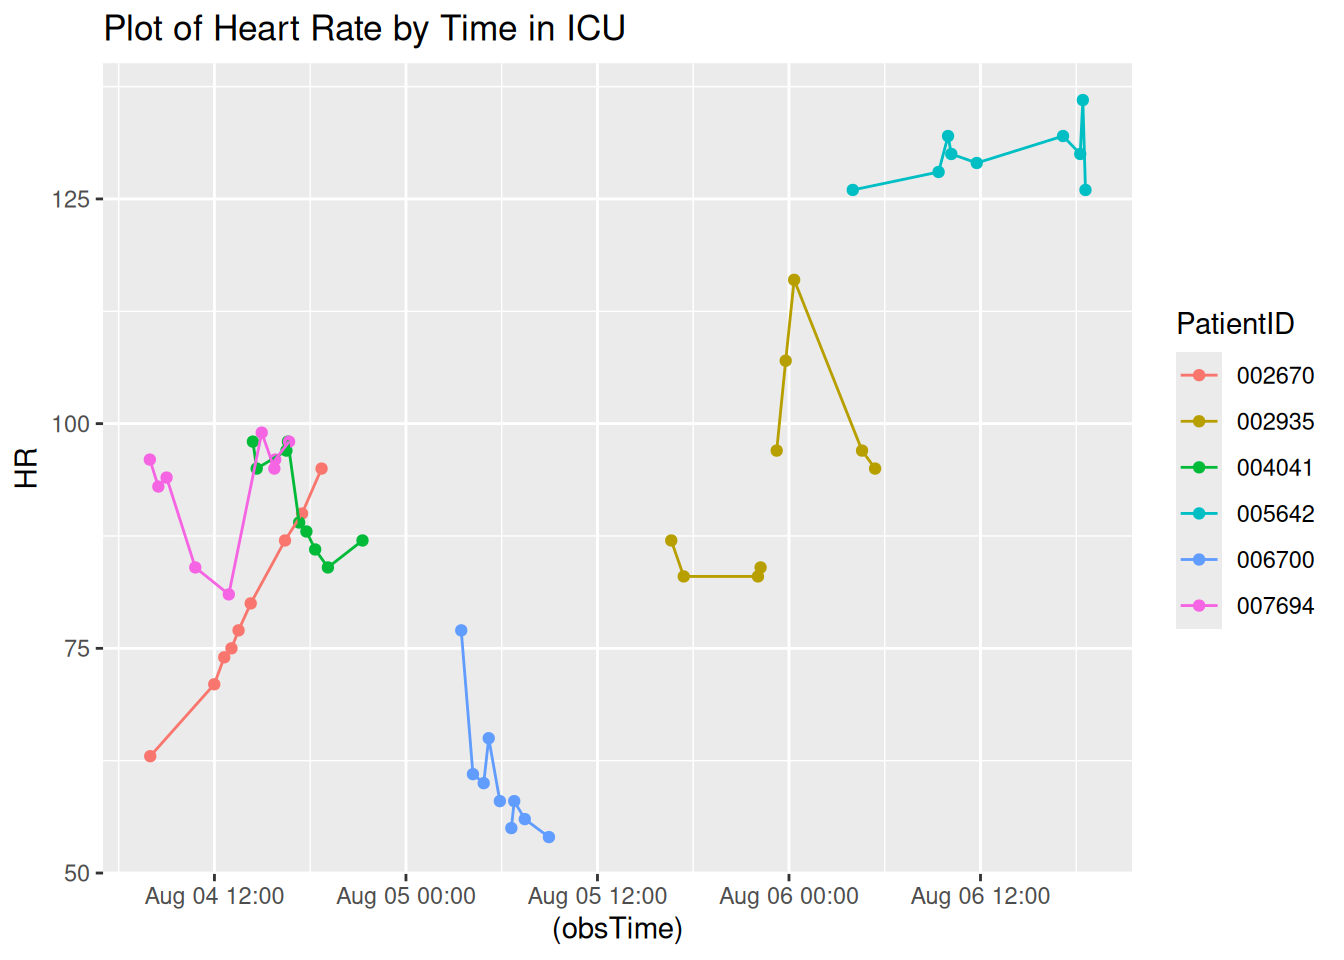 Plot of Heart Rate by Time in ICU
HR
125
100
75
50
Aug 04 12:00
Aug 05 00:00
Aug 05 12:00
Aug 06 00:00
Aug 06 12:00
(obsTime)
PatientID
002670
002935
004041
005642
006700
007694